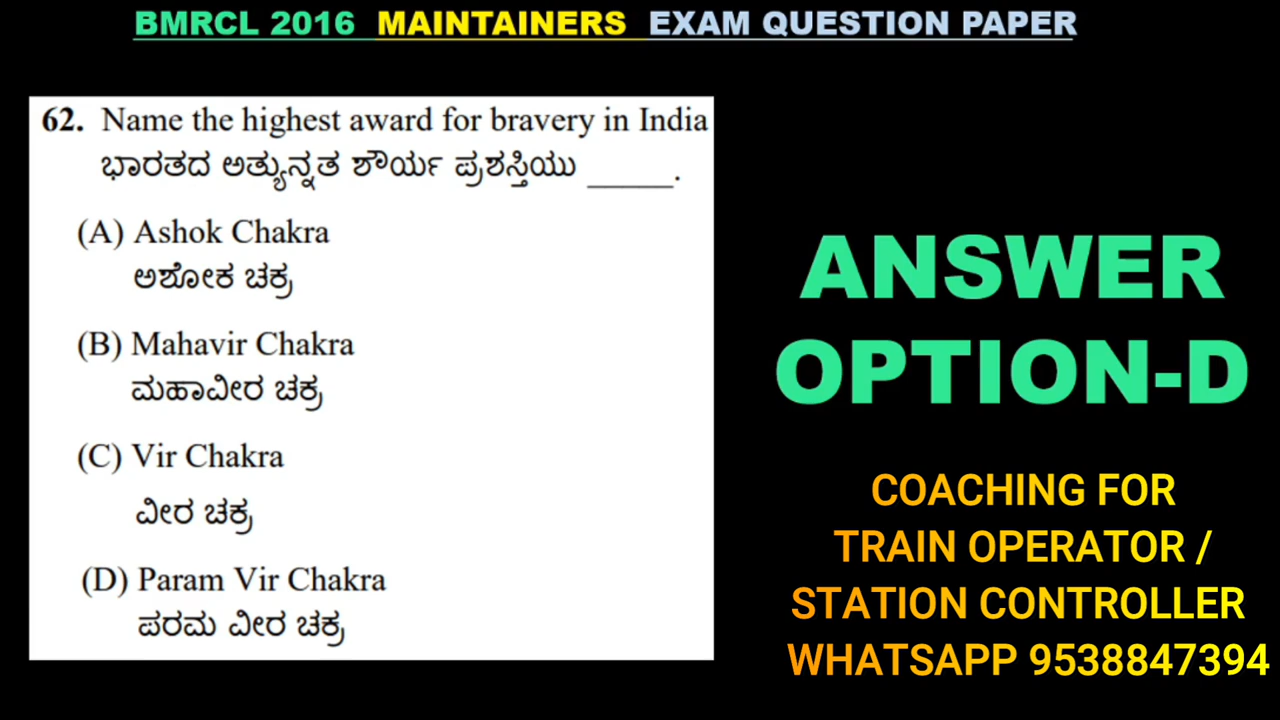 BMRCL 2016 MAINTAINERS EXAM QUESTION PAPER
62. Name the highest award for bravery in India
ಭಾರತದ ಅತ್ಯುನ್ನತ ಶೌರ್ಯ ಪ್ರಶಸ್ತಿಯು _____.
(A) Ashok Chakra
ಅಶೋಕ ಚಕ್ರ
(B) Mahavir Chakra
ಮಹಾವೀರ ಚಕ್ರ
(C) Vir Chakra
ವೀರ ಚಕ್ರ
(D) Param Vir Chakra
ಪರಮ ವೀರ ಚಕ್ರ
ANSWER
OPTION-D
COACHING FOR
TRAIN OPERATOR /
STATION CONTROLLER
WHATSAPP 9538847394